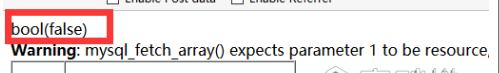 Enable Post data Enable Referrer
bool(false)
Warning: mysql_fetch_array() expects parameter 1 to be resource,